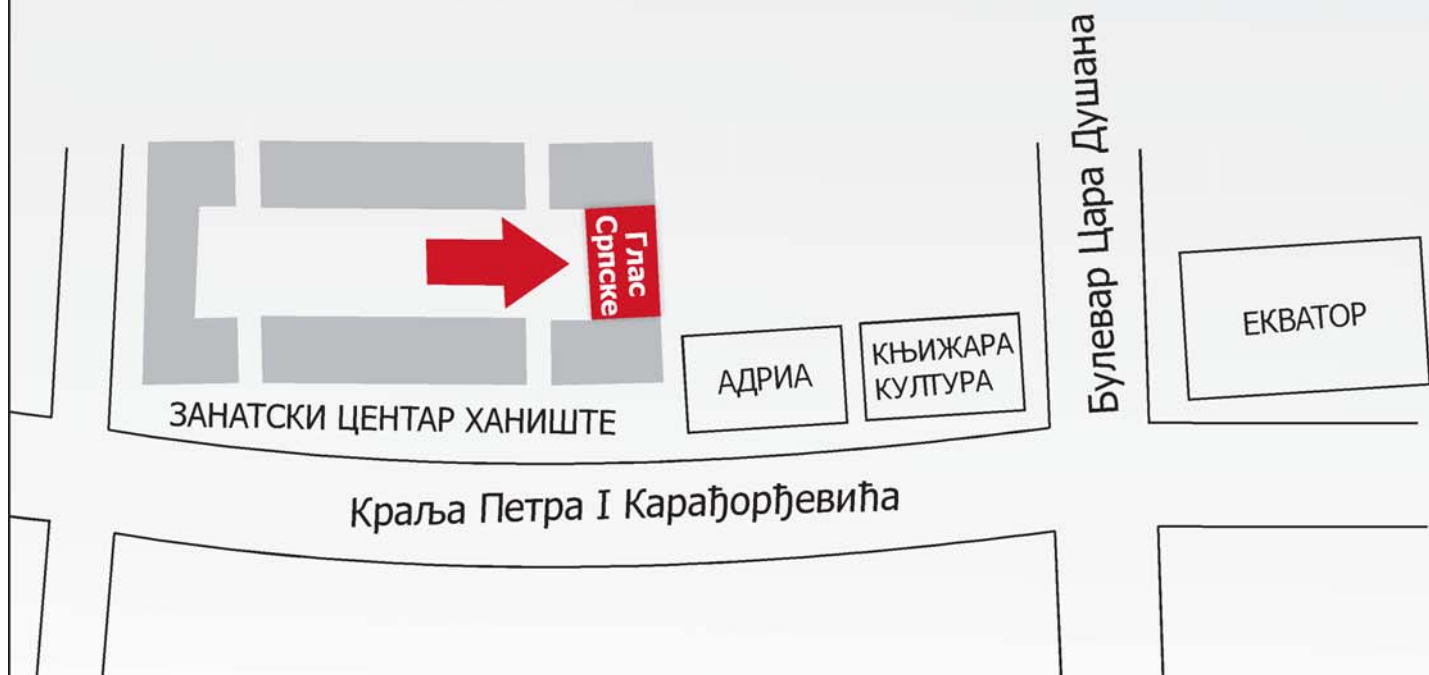 Булевар Цара Душана
Глас
Српске
ЕКВАТОР
АДРИА
КЊИЖАРА
КУЛТУРА
ЗАНАТСКИ ЦЕНТАР ХАНИШТЕ
Краља Петра I Карађорђевића